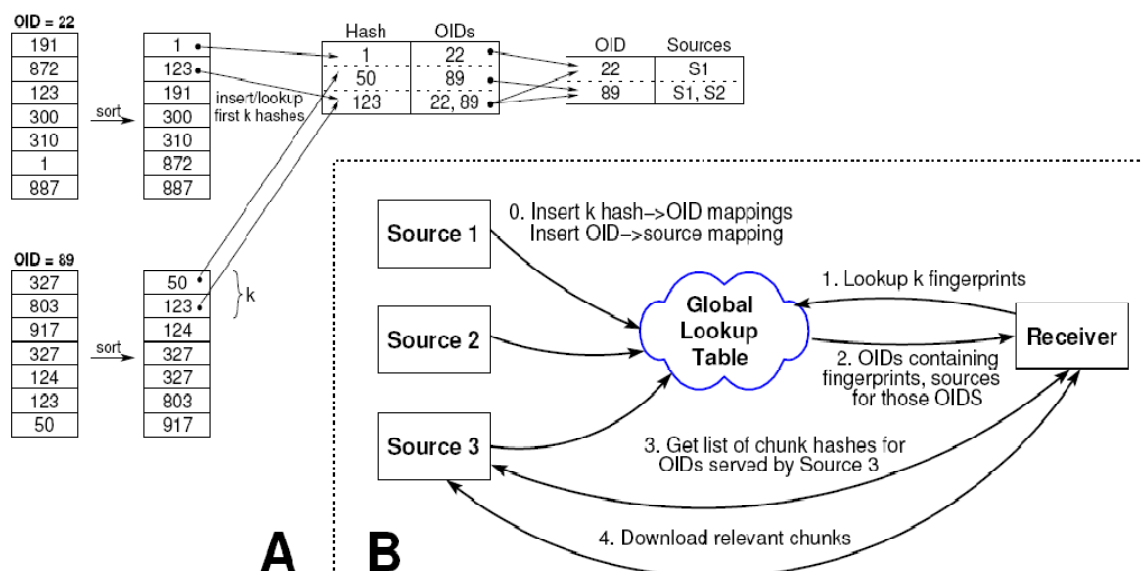 OID = 22
191
872
123
300
310
1
887
sort
1
123
191
300
310
872
887
insert/lookup
first k hashes
Hash OIDs
1 22
50 89
123 22, 89
OID Sources
22 S1
89 S1, S2
OID = 89
327
803
917
327
124
123
50
sort
50
123
124
327
327
803
917
k
A
Source 1
Source 2
Source 3
0. Insert k hash->OID mappings
Insert OID->source mapping
Global
Lookup
Table
1. Lookup k fingerprints
Receiver
2. OIDs containing
fingerprints, sources
for those OIDS
3. Get list of chunk hashes for
OIDs served by Source 3
4. Download relevant chunks
B